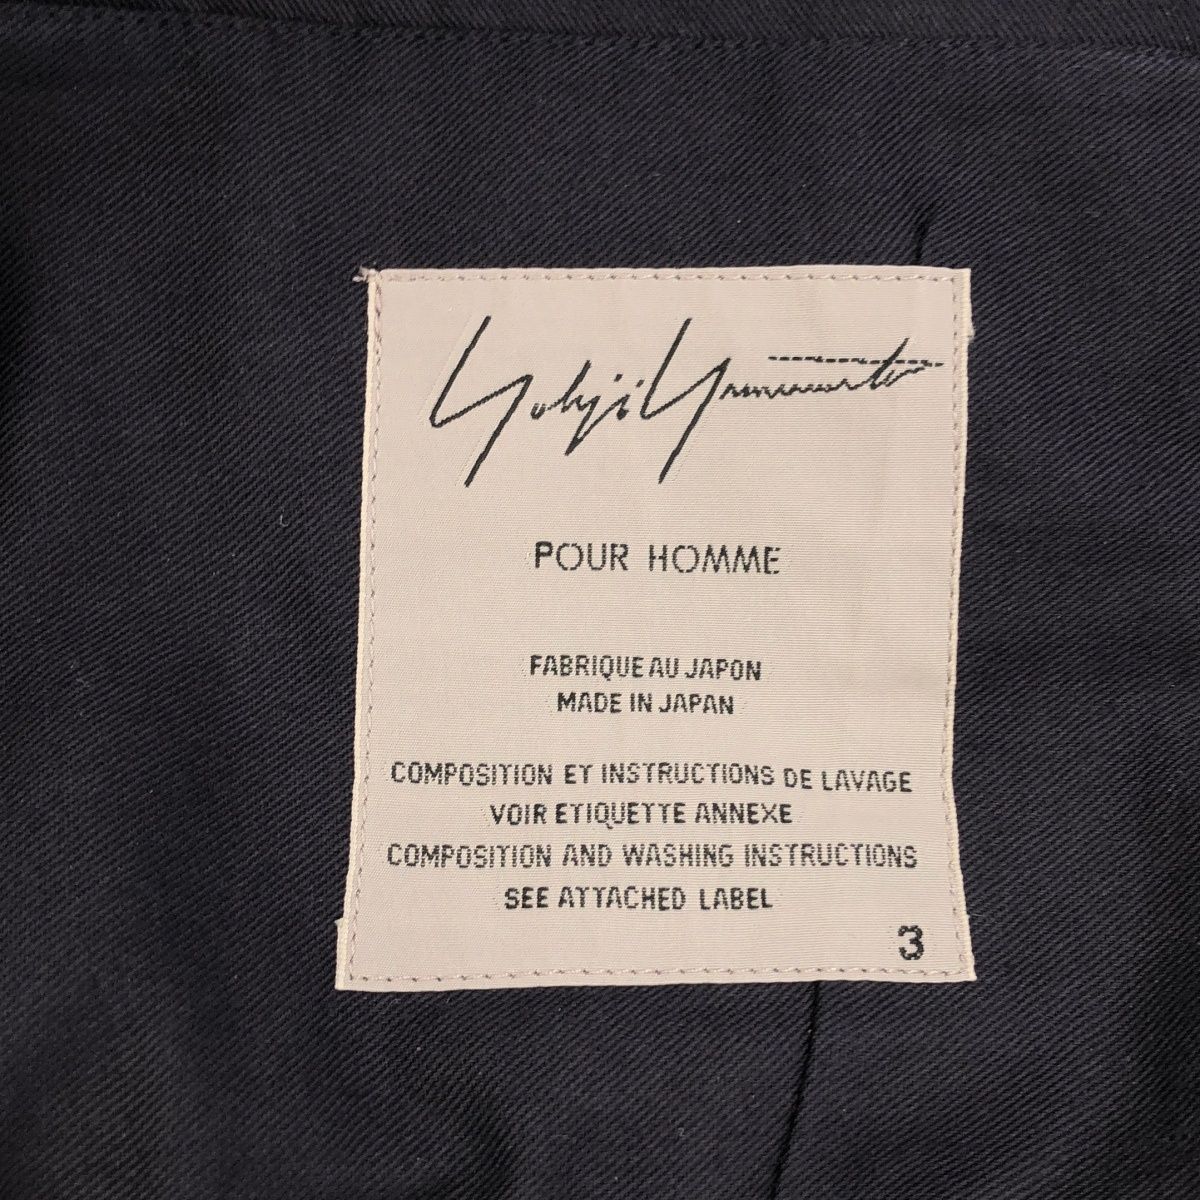 Yohji Yamamoto
POUR HOMME
FABRIQUE AU JAPON
MADE IN JAPAN
COMPOSITION ET INSTRUCTIONS DE LAVAGE
VOIR ETIQUETTE ANNEXE
COMPOSITION AND WASHING INSTRUCTIONS
SEE ATTACHED LABEL
3